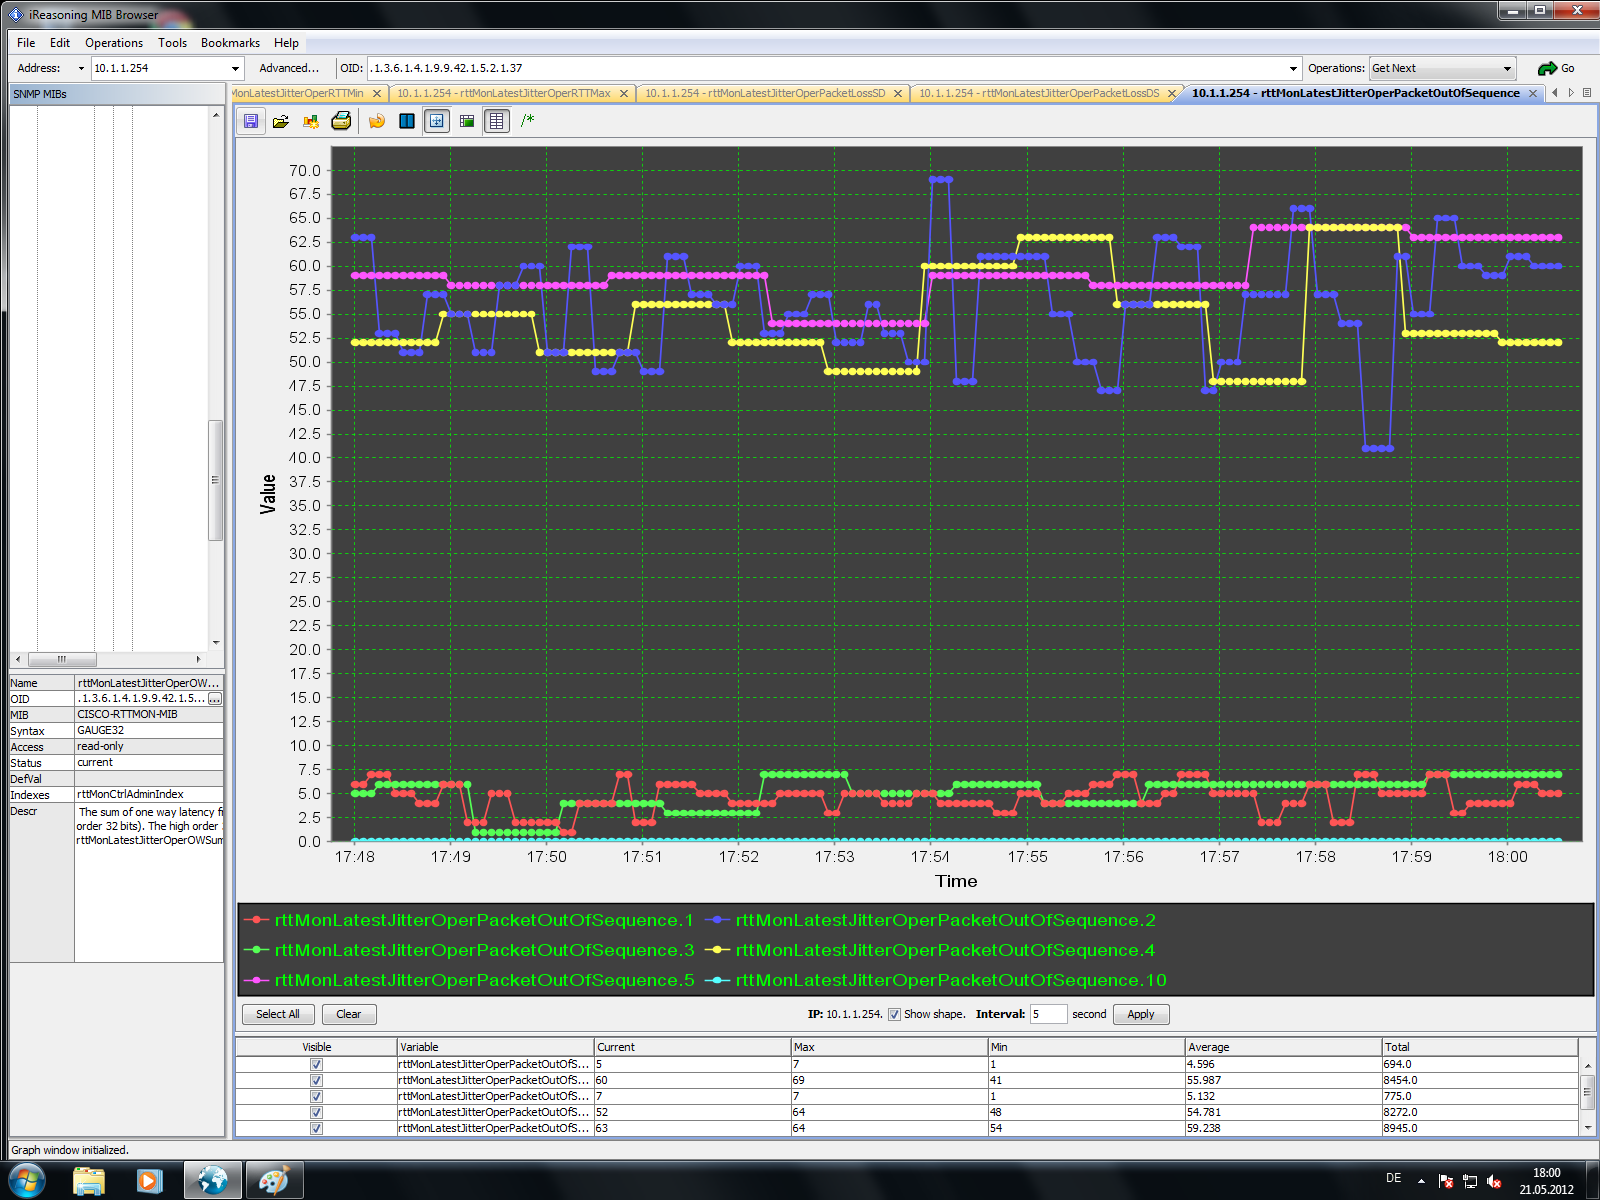 iReasoning MIB Browser
File Edit Operations Tools Bookmarks Help
Address: 10.1.1.254 Advanced... OID: .1.3.6.1.4.1.9.9.42.1.5.2.1.37 Operations: Get Next Go
SNMP MIBs
MonLatestJitterOperRTTMin 10.1.1.254 - rttMonLatestJitterOperRTTMax 10.1.1.254 - rttMonLatestJitterOperPacketLossSD 10.1.1.254 - rttMonLatestJitterOperPacketLossDS 10.1.1.254 - rttMonLatestJitterOperPacketOutOfSequence
/*
70.0
67.5
65.0
62.5
60.0
57.5
55.0
52.5
50.0
47.5
45.0
42.5
40.0
37.5
35.0
32.5
30.0
27.5
25.0
22.5
20.0
17.5
15.0
12.5
10.0
7.5
5.0
2.5
0.0
Value
17:48 17:49 17:50 17:51 17:52 17:53 17:54 17:55 17:56 17:57 17:58 17:59 18:00
Time
Name rttMonLatestJitterOperOW...
OID .1.3.6.1.4.1.9.9.42.1.5... ...
MIB CISCO-RTTMON-MIB
Syntax GAUGE32
Access read-only
Status current
DefVal
Indexes rttMonCtrlAdminIndex
Descr The sum of one way latency f
order 32 bits). The high order
rttMonLatestJitterOperOWSum
rttMonLatestJitterOperPacketOutOfSequence.1 rttMonLatestJitterOperPacketOutOfSequence.2
rttMonLatestJitterOperPacketOutOfSequence.3 rttMonLatestJitterOperPacketOutOfSequence.4
rttMonLatestJitterOperPacketOutOfSequence.5 rttMonLatestJitterOperPacketOutOfSequence.10
Select All Clear IP: 10.1.1.254. Show shape. Interval: 5 second Apply
Visible Variable Current Max Min Average Total
rttMonLatestJitterOperPacketOutOfS... 5 7 1 4.596 694.0
rttMonLatestJitterOperPacketOutOfS... 60 69 41 55.987 8454.0
rttMonLatestJitterOperPacketOutOfS... 7 7 1 5.132 775.0
rttMonLatestJitterOperPacketOutOfS... 52 64 48 54.781 8272.0
rttMonLatestJitterOperPacketOutOfS... 63 64 54 59.238 8945.0
Graph window initialized.
DE 18:00
21.05.2012